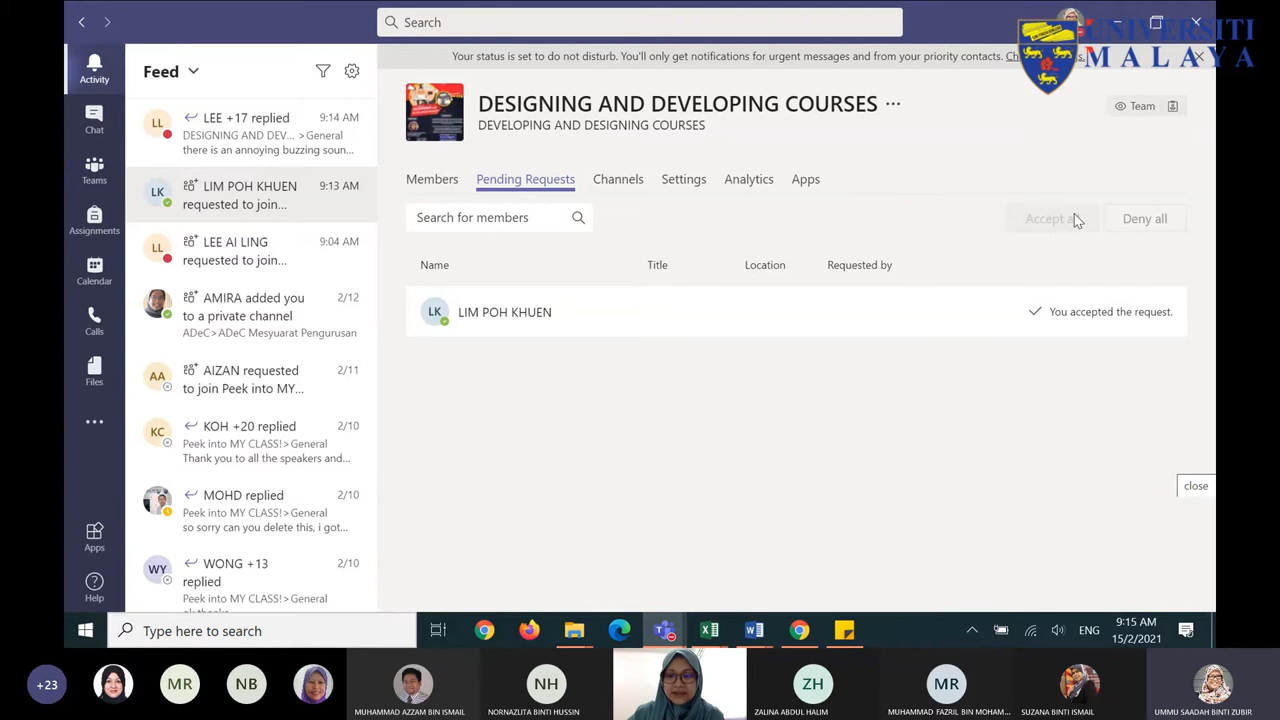 Search
UNIVERSITI
MALAYA
Your status is set to do not disturb. You'll only get notifications for urgent messages and from your priority contacts.
Activity
Chat
Teams
Assignments
Calendar
Calls
Files
Apps
Help
Feed
LL
LEE +17 replied
9:14 AM
DESIGNING AND DEV... >General
there is an annoying buzzing soun...
LK
LIM POH KHUEN
9:13 AM
requested to join...
LL
LEE AI LING
9:04 AM
requested to join...
AMIRA added you
2/12
to a private channel
ADeC>ADeC Mesyuarat Pengurusan
AA
AIZAN requested
2/11
to join Peek into MY...
KC
KOH +20 replied
2/10
Peek into MY CLASS!>General
Thank you to all the speakers and...
MOHD replied
2/10
Peek into MY CLASS!>General
so sorry can you delete this, i got...
WY
WONG +13
2/10
replied
Peek into MY CLASS!>General
DESIGNING AND DEVELOPING COURSES ...
DEVELOPING AND DESIGNING COURSES
Team
Members
Pending Requests
Channels
Settings
Analytics
Apps
Search for members
Accept
Deny all
Name
Title
Location
Requested by
LK
LIM POH KHUEN
You accepted the request.
close
Type here to search
ENG
9:15 AM
15/2/2021
+23
MR
NB
MUHAMMAD AZZAM BIN ISMAIL
NH
NORNAZLITA BINTI HUSSIN
ZH
ZALINA ABDUL HALIM
MR
MUHAMMAD FAZRIL BIN MOHAM...
SUZANA BINTI ISMAIL
UMMU SAADAH BINTI ZUBIR